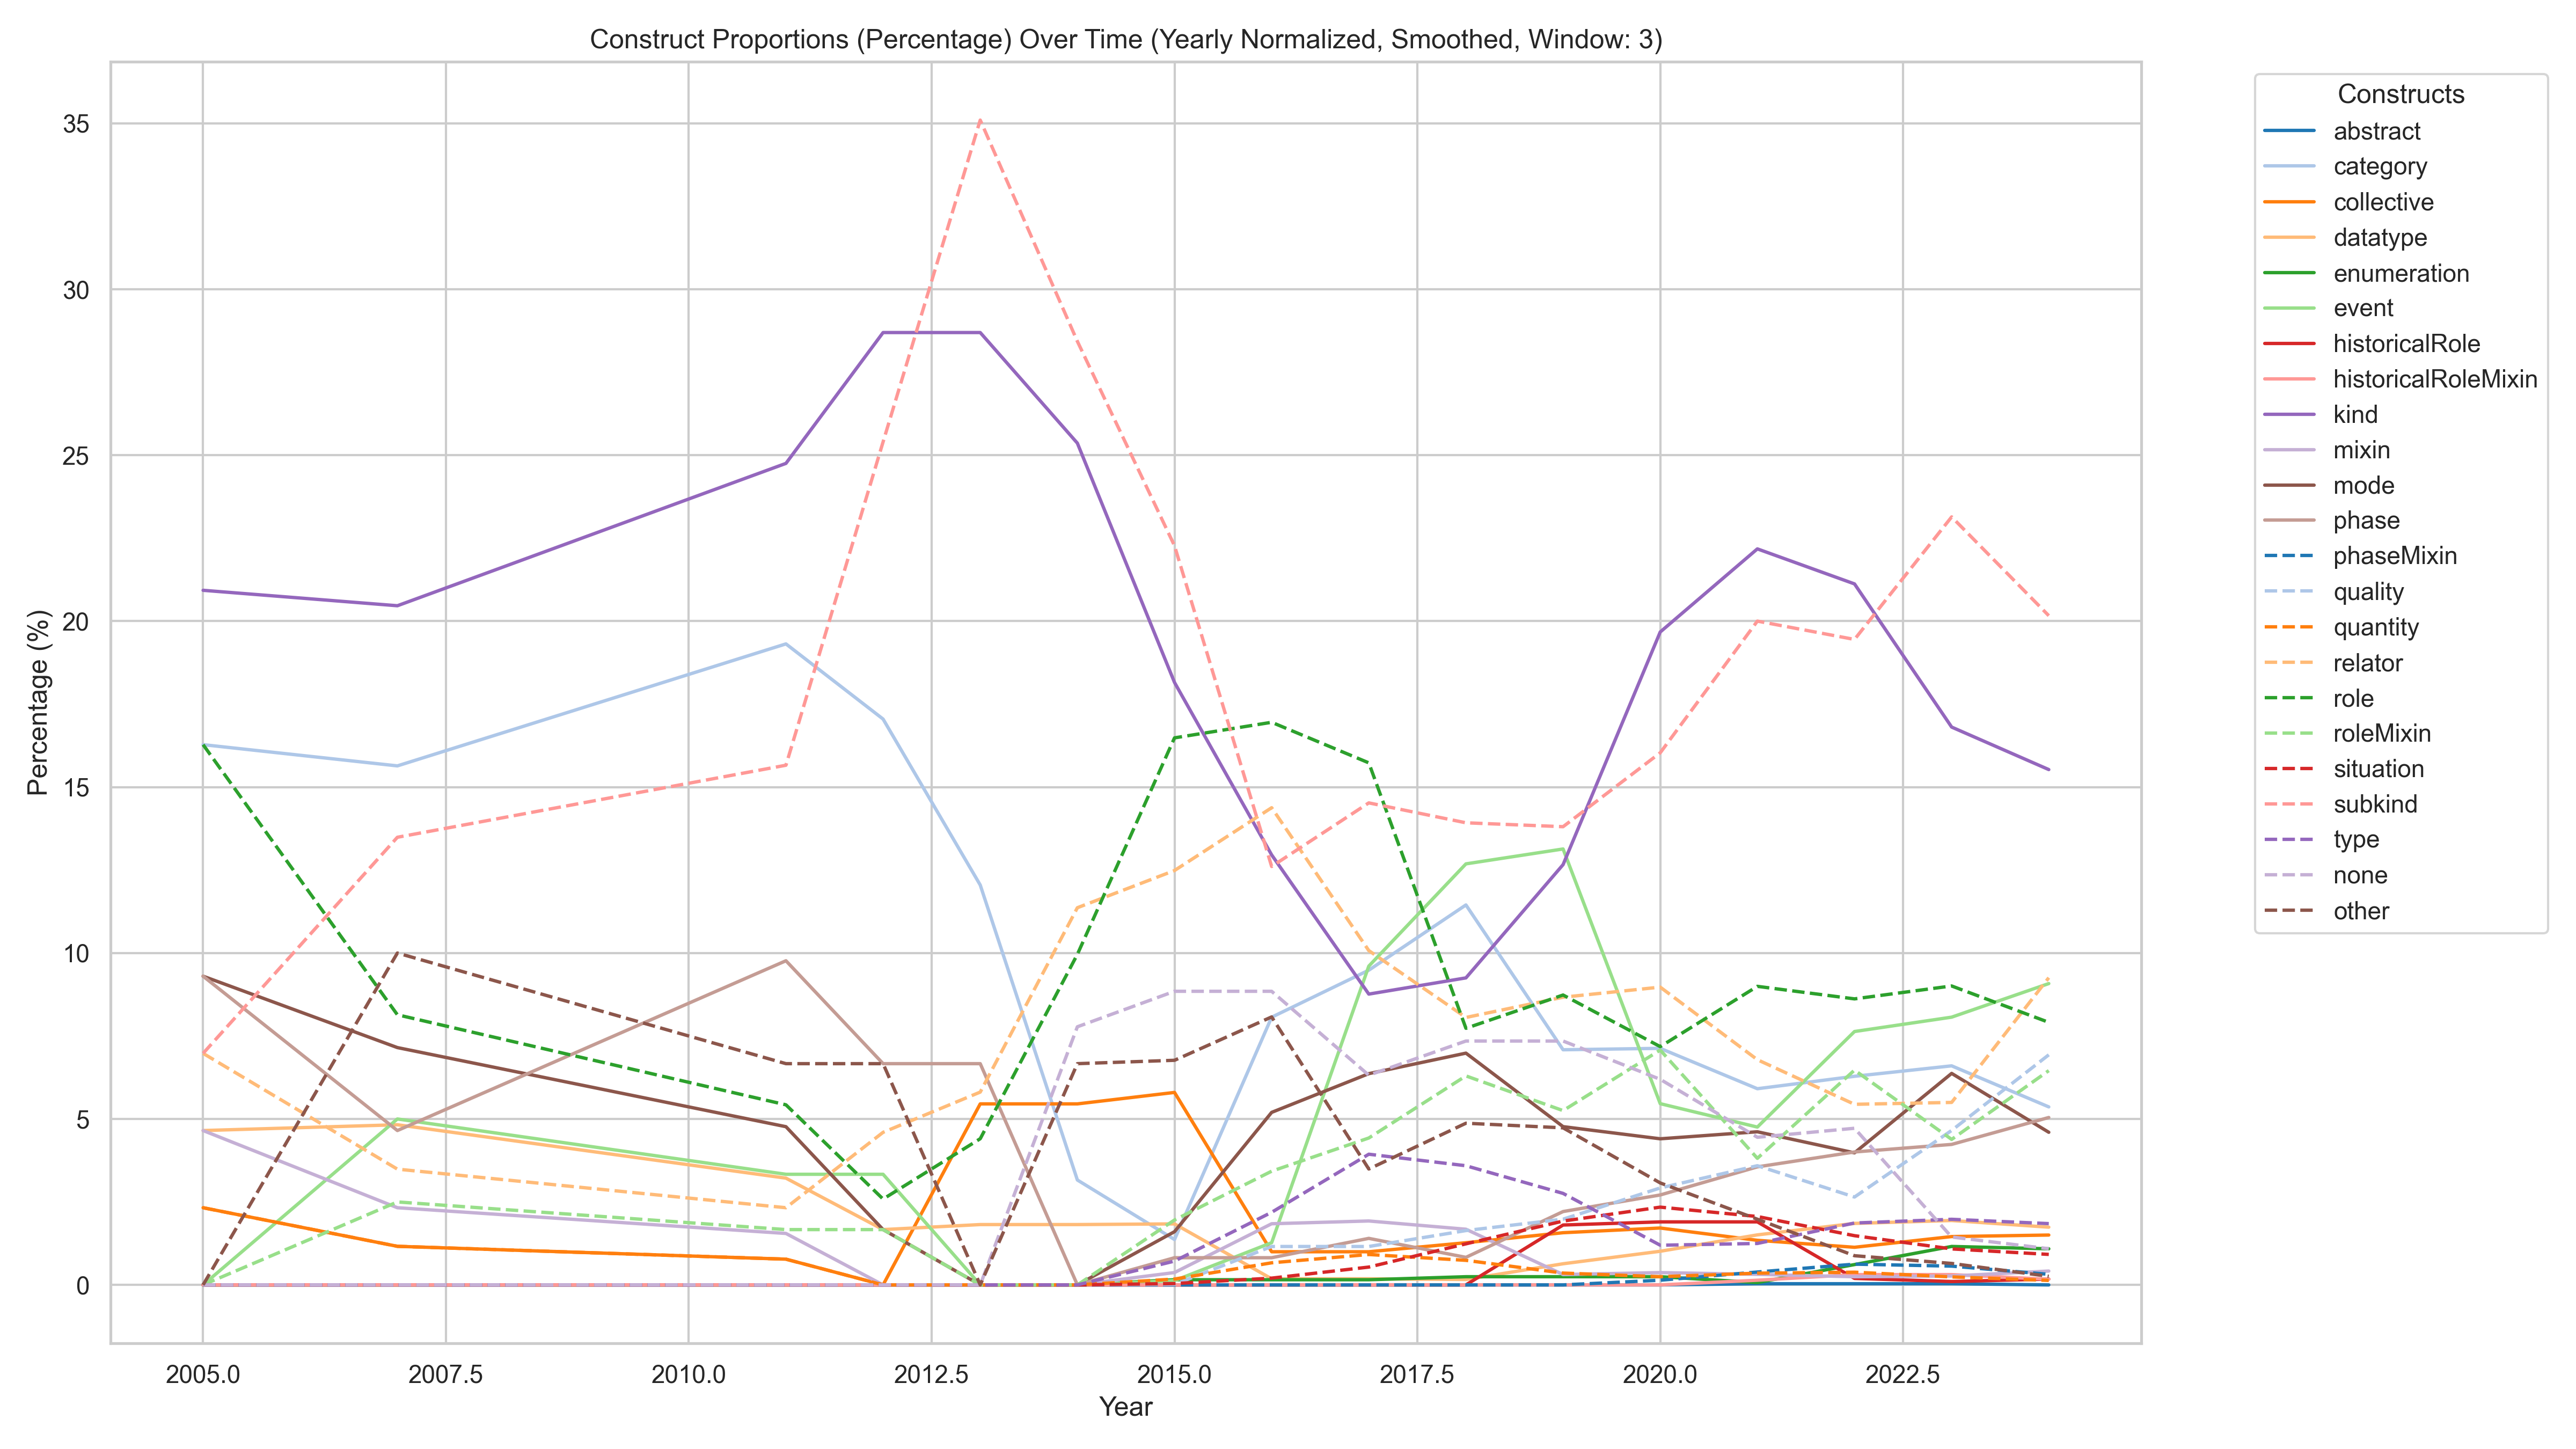 Construct Proportions (Percentage) Over Time (Yearly Normalized, Smoothed, Window: 3)
Constructs
abstract
category
collective
datatype
enumeration
event
historicalRole
historicalRoleMixin
kind
mixin
mode
phase
phaseMixin
quality
quantity
relator
role
roleMixin
situation
subkind
type
none
other
Percentage (%)
35
30
25
20
15
10
5
0
2005.0 2007.5 2010.0 2012.5 2015.0 2017.5 2020.0 2022.5
Year